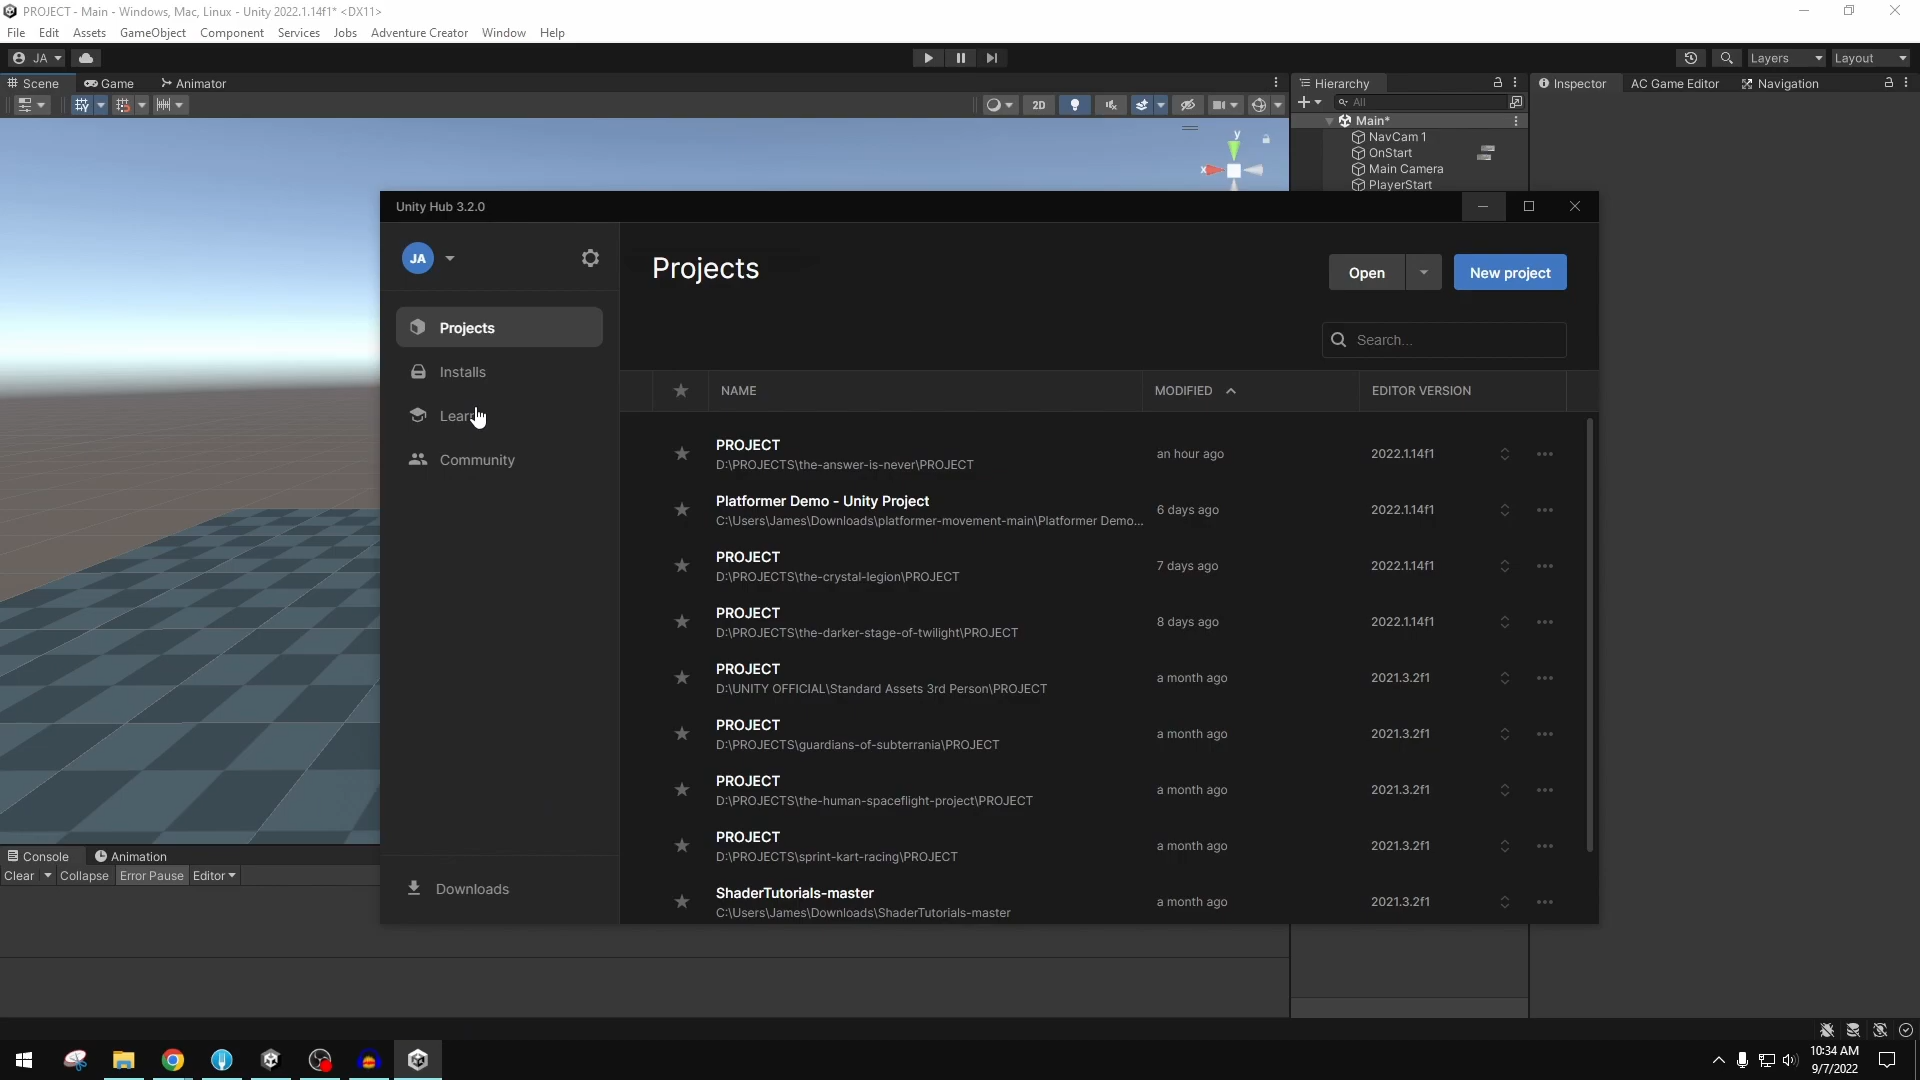 PROJECT - Main - Windows, Mac, Linux - Unity 2022.1.14f1* <DX11>
File Edit Assets GameObject Component Services Jobs Adventure Creator Window Help
JA
Layers
Layout
Scene
Game
Animator
Hierarchy
Inspector
AC Game Editor
Navigation
2D
All
Main*
NavCam 1
OnStart
Main Camera
PlayerStart
y
x
Unity Hub 3.2.0
JA
Projects
Open
New project
Projects
Installs
Learn
Community
Downloads
Search...
NAME
MODIFIED
EDITOR VERSION
PROJECT
D:\PROJECTS\the-answer-is-never\PROJECT
an hour ago
2022.1.14f1
Platformer Demo - Unity Project
C:\Users\James\Downloads\platformer-movement-main\Platformer Demo...
6 days ago
2022.1.14f1
PROJECT
D:\PROJECTS\the-crystal-legion\PROJECT
7 days ago
2022.1.14f1
PROJECT
D:\PROJECTS\the-darker-stage-of-twilight\PROJECT
8 days ago
2022.1.14f1
PROJECT
D:\UNITY OFFICIAL\Standard Assets 3rd Person\PROJECT
a month ago
2021.3.2f1
PROJECT
D:\PROJECTS\guardians-of-subterrania\PROJECT
a month ago
2021.3.2f1
PROJECT
D:\PROJECTS\the-human-spaceflight-project\PROJECT
a month ago
2021.3.2f1
PROJECT
D:\PROJECTS\sprint-kart-racing\PROJECT
a month ago
2021.3.2f1
ShaderTutorials-master
C:\Users\James\Downloads\ShaderTutorials-master
a month ago
2021.3.2f1
Console
Animation
Clear
Collapse
Error Pause
Editor
10:34 AM
9/7/2022